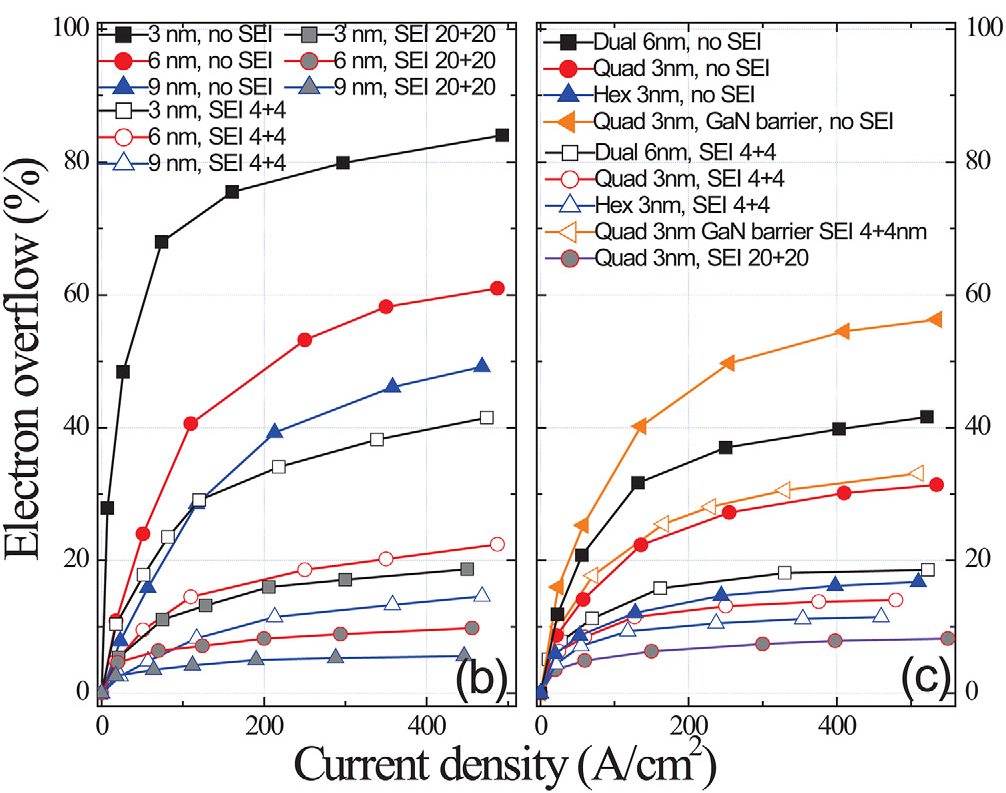 100
80
60
40
20
0
Electron overflow (%)
3 nm, no SEI
3 nm, SEI 20+20
6 nm, no SEI
6 nm, SEI 20+20
9 nm, no SEI
9 nm, SEI 20+20
3 nm, SEI 4+4
6 nm, SEI 4+4
9 nm, SEI 4+4
(b)
0 200 400
Dual 6nm, no SEI
Quad 3nm, no SEI
Hex 3nm, no SEI
Quad 3nm, GaN barrier, no SEI
Dual 6nm, SEI 4+4
Quad 3nm, SEI 4+4
Hex 3nm, SEI 4+4
Quad 3nm GaN barrier SEI 4+4nm
Quad 3nm, SEI 20+20
(c)
0 200 400
100
80
60
40
20
0
Current density (A/cm²)